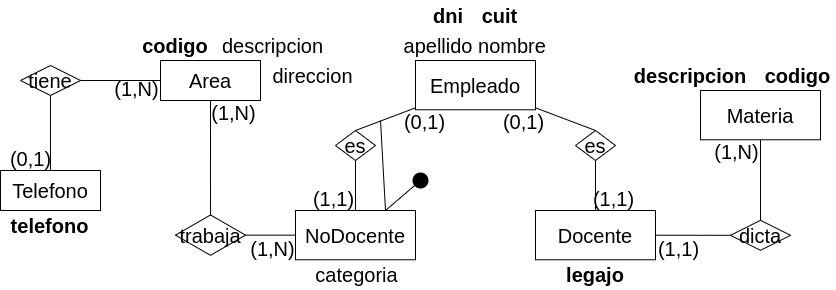 dni cuit
codigo descripcion
apellido nombre
tiene
Area
direccion
Empleado
descripcion codigo
(1,N)
(1,N)
(0,1)
(0,1)
Materia
(0,1)
es
es
(1,N)
Telefono
(1,1)
(1,1)
telefono
trabaja
(1,N)
NoDocente
Docente
(1,1)
dicta
categoria
legajo